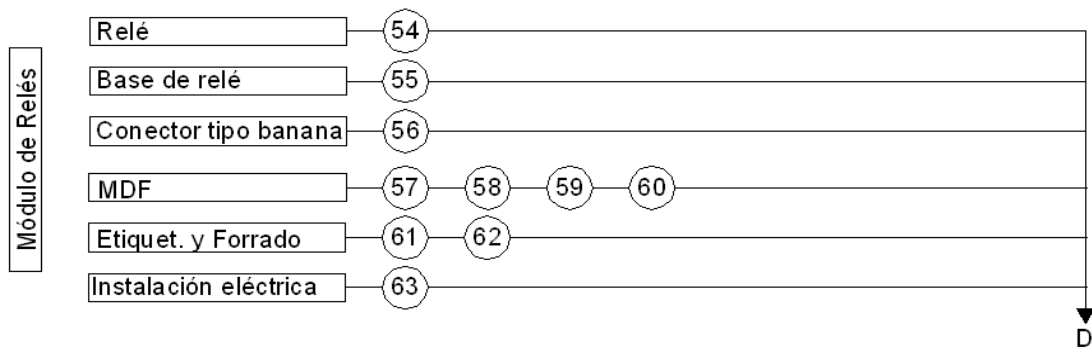 Módulo de Relés
Relé 54
Base de relé 55
Conector tipo banana 56
MDF 57 58 59 60
Etiquet. y Forrado 61 62
Instalación eléctrica 63
D